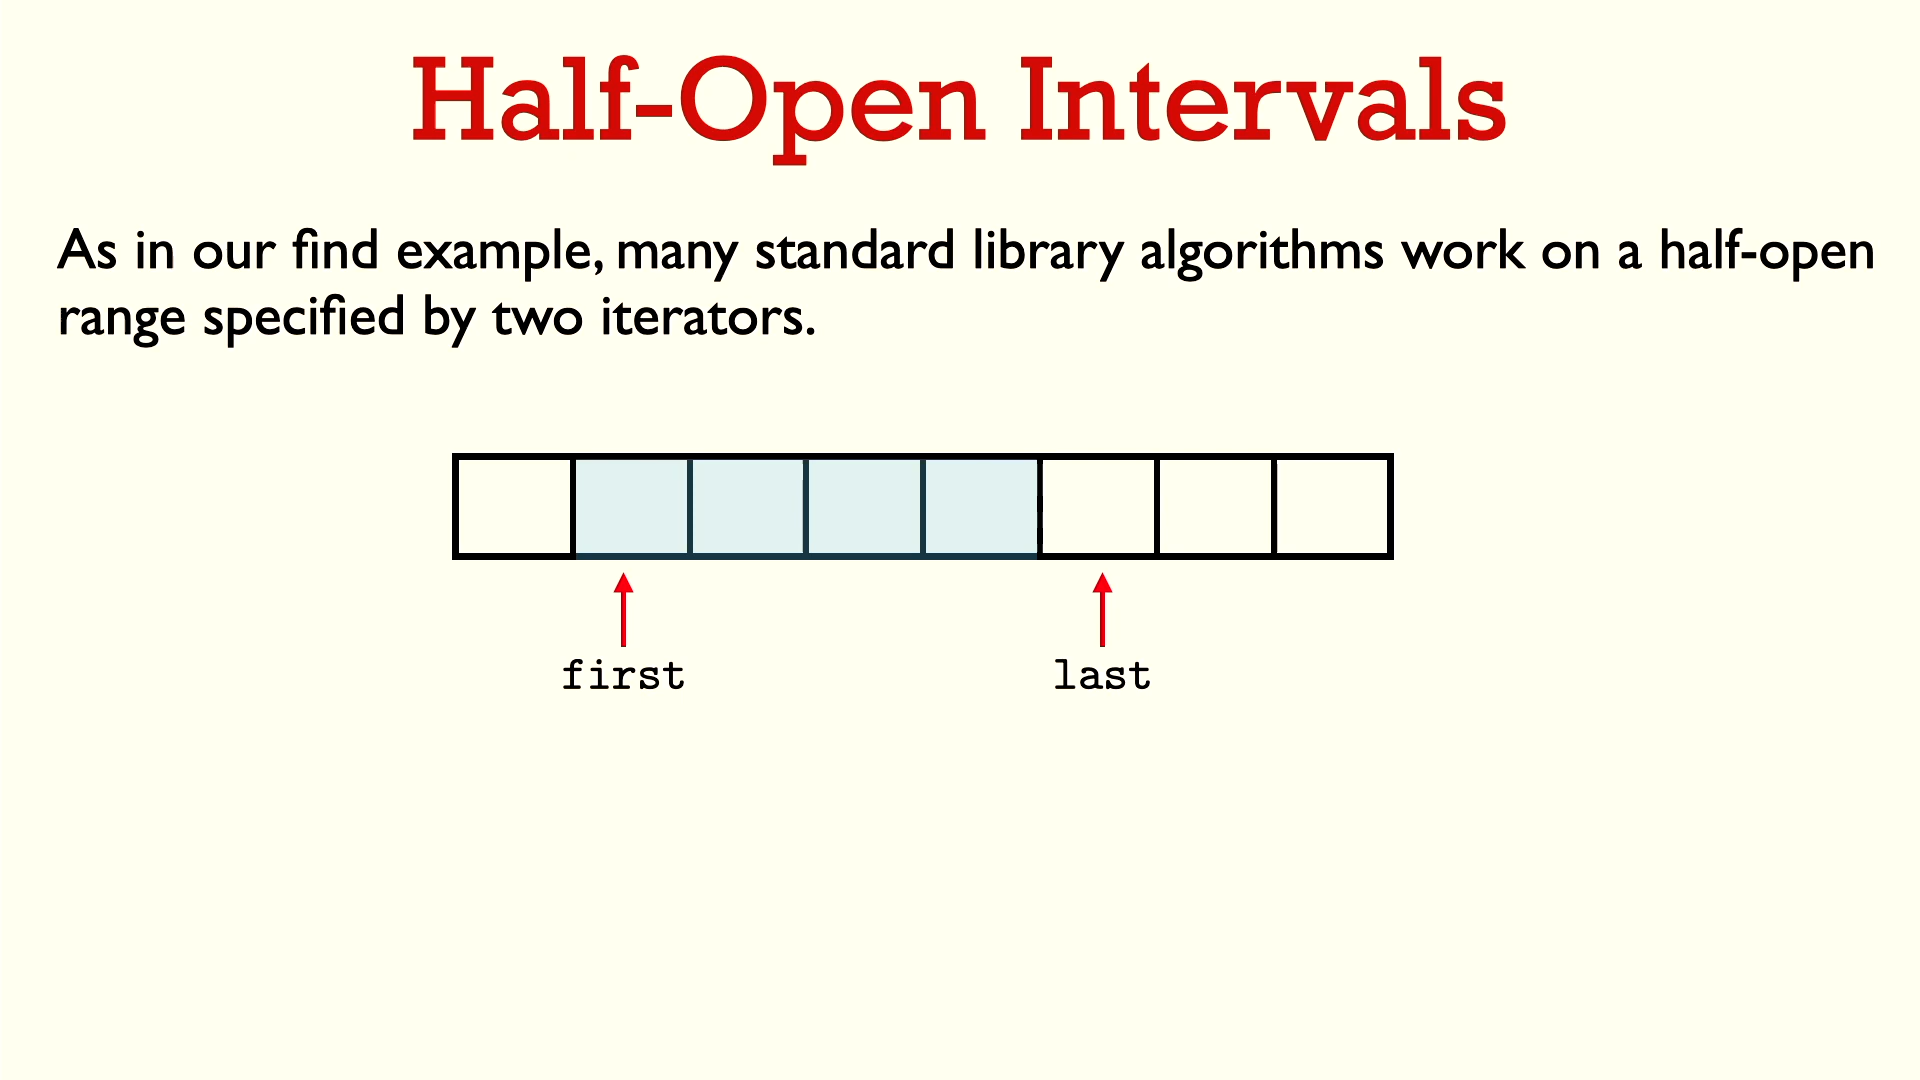 Half-Open Intervals
As in our find example, many standard library algorithms work on a half-open
range specified by two iterators.
first
last